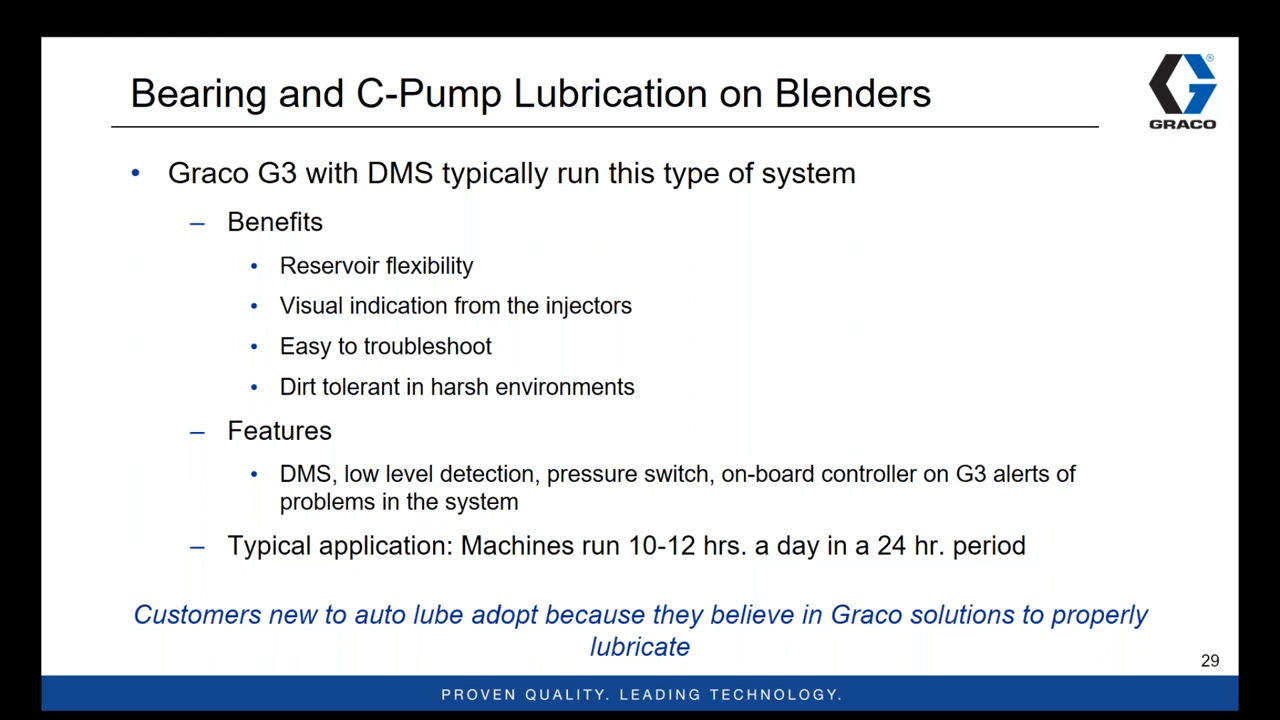 Bearing and C-Pump Lubrication on Blenders
®
GRACO
• Graco G3 with DMS typically run this type of system
– Benefits
• Reservoir flexibility
• Visual indication from the injectors
• Easy to troubleshoot
• Dirt tolerant in harsh environments
– Features
• DMS, low level detection, pressure switch, on-board controller on G3 alerts of
problems in the system
– Typical application: Machines run 10-12 hrs. a day in a 24 hr. period
Customers new to auto lube adopt because they believe in Graco solutions to properly
lubricate
29
PROVEN QUALITY. LEADING TECHNOLOGY.